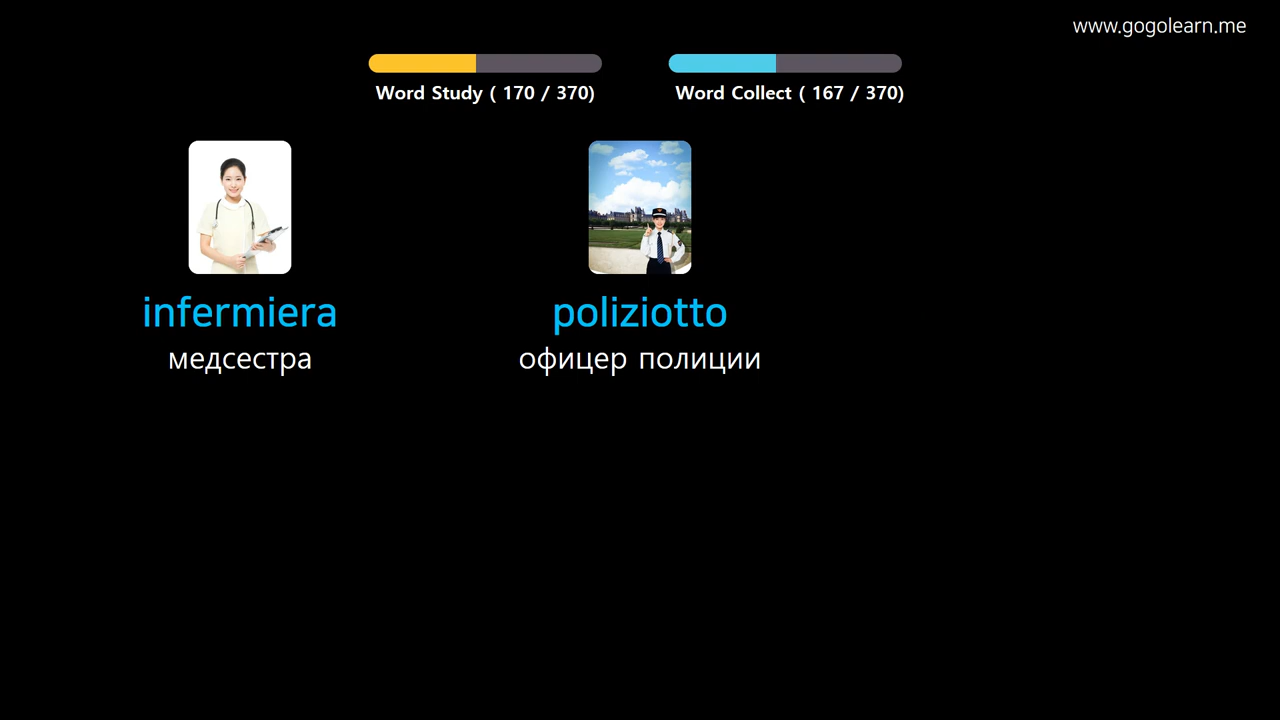 www.gogolearn.me
Word Study ( 170 / 370)
Word Collect ( 167 / 370)
infermiera
poliziotto
медсестра
офицер полиции